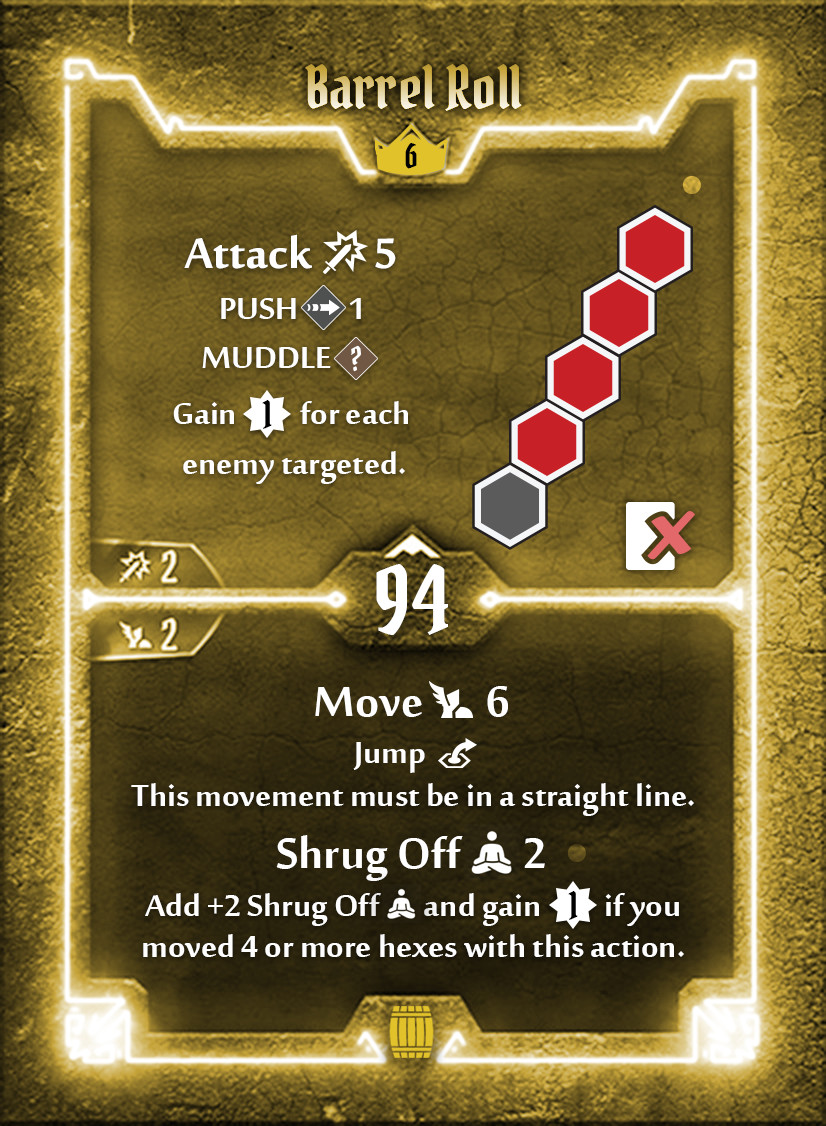 Barrel Roll
6
Attack 5
PUSH 1
MUDDLE ?
Gain 1 for each
enemy targeted.
2
94
2
Move 6
Jump
This movement must be in a straight line.
Shrug Off 2
Add +2 Shrug Off and gain 1 if you
moved 4 or more hexes with this action.